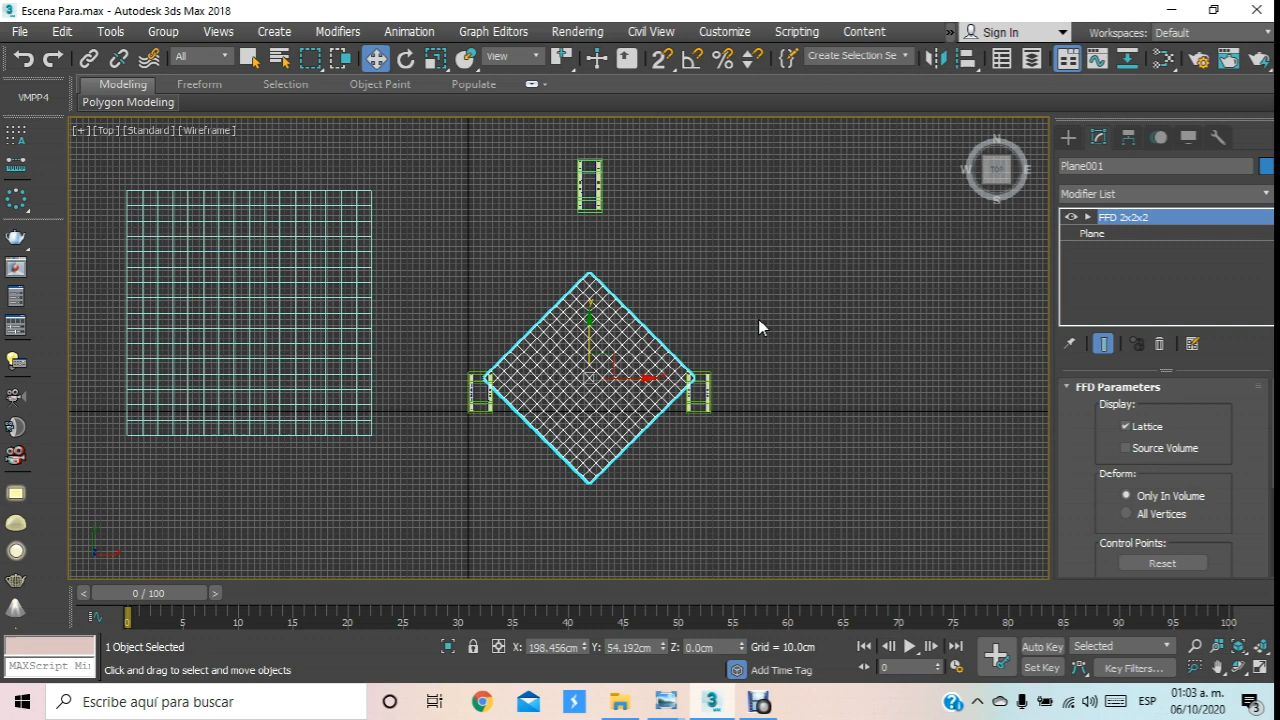 Escena Para.max - Autodesk 3ds Max 2018
File Edit Tools Group Views Create Modifiers Animation Graph Editors Rendering Civil View Customize Scripting Content » Sign In Workspaces: Default
All View Create Selection Se
Modeling Freeform Selection Object Paint Populate
Polygon Modeling
VMPP4
[+] [Top] [Standard] [Wireframe]
N
W TOP E
S
y
Plane001
Modifier List
FFD 2x2x2
Plane
FFD Parameters
Display:
Lattice
Source Volume
Deform:
Only In Volume
All Vertices
Control Points:
Reset
< 0 / 100 >
0 5 10 15 20 25 30 35 40 45 50 55 60 65 70 75 80 85 90 95 100
1 Object Selected X: 198.456cm Y: 54.192cm Z: 0.0cm Grid = 10.0cm Auto Key Selected
MAXScript Mi Click and drag to select and move objects Add Time Tag 0 Set Key Key Filters...
Escribe aquí para buscar
ESP
01:03 a. m.
06/10/2020
3